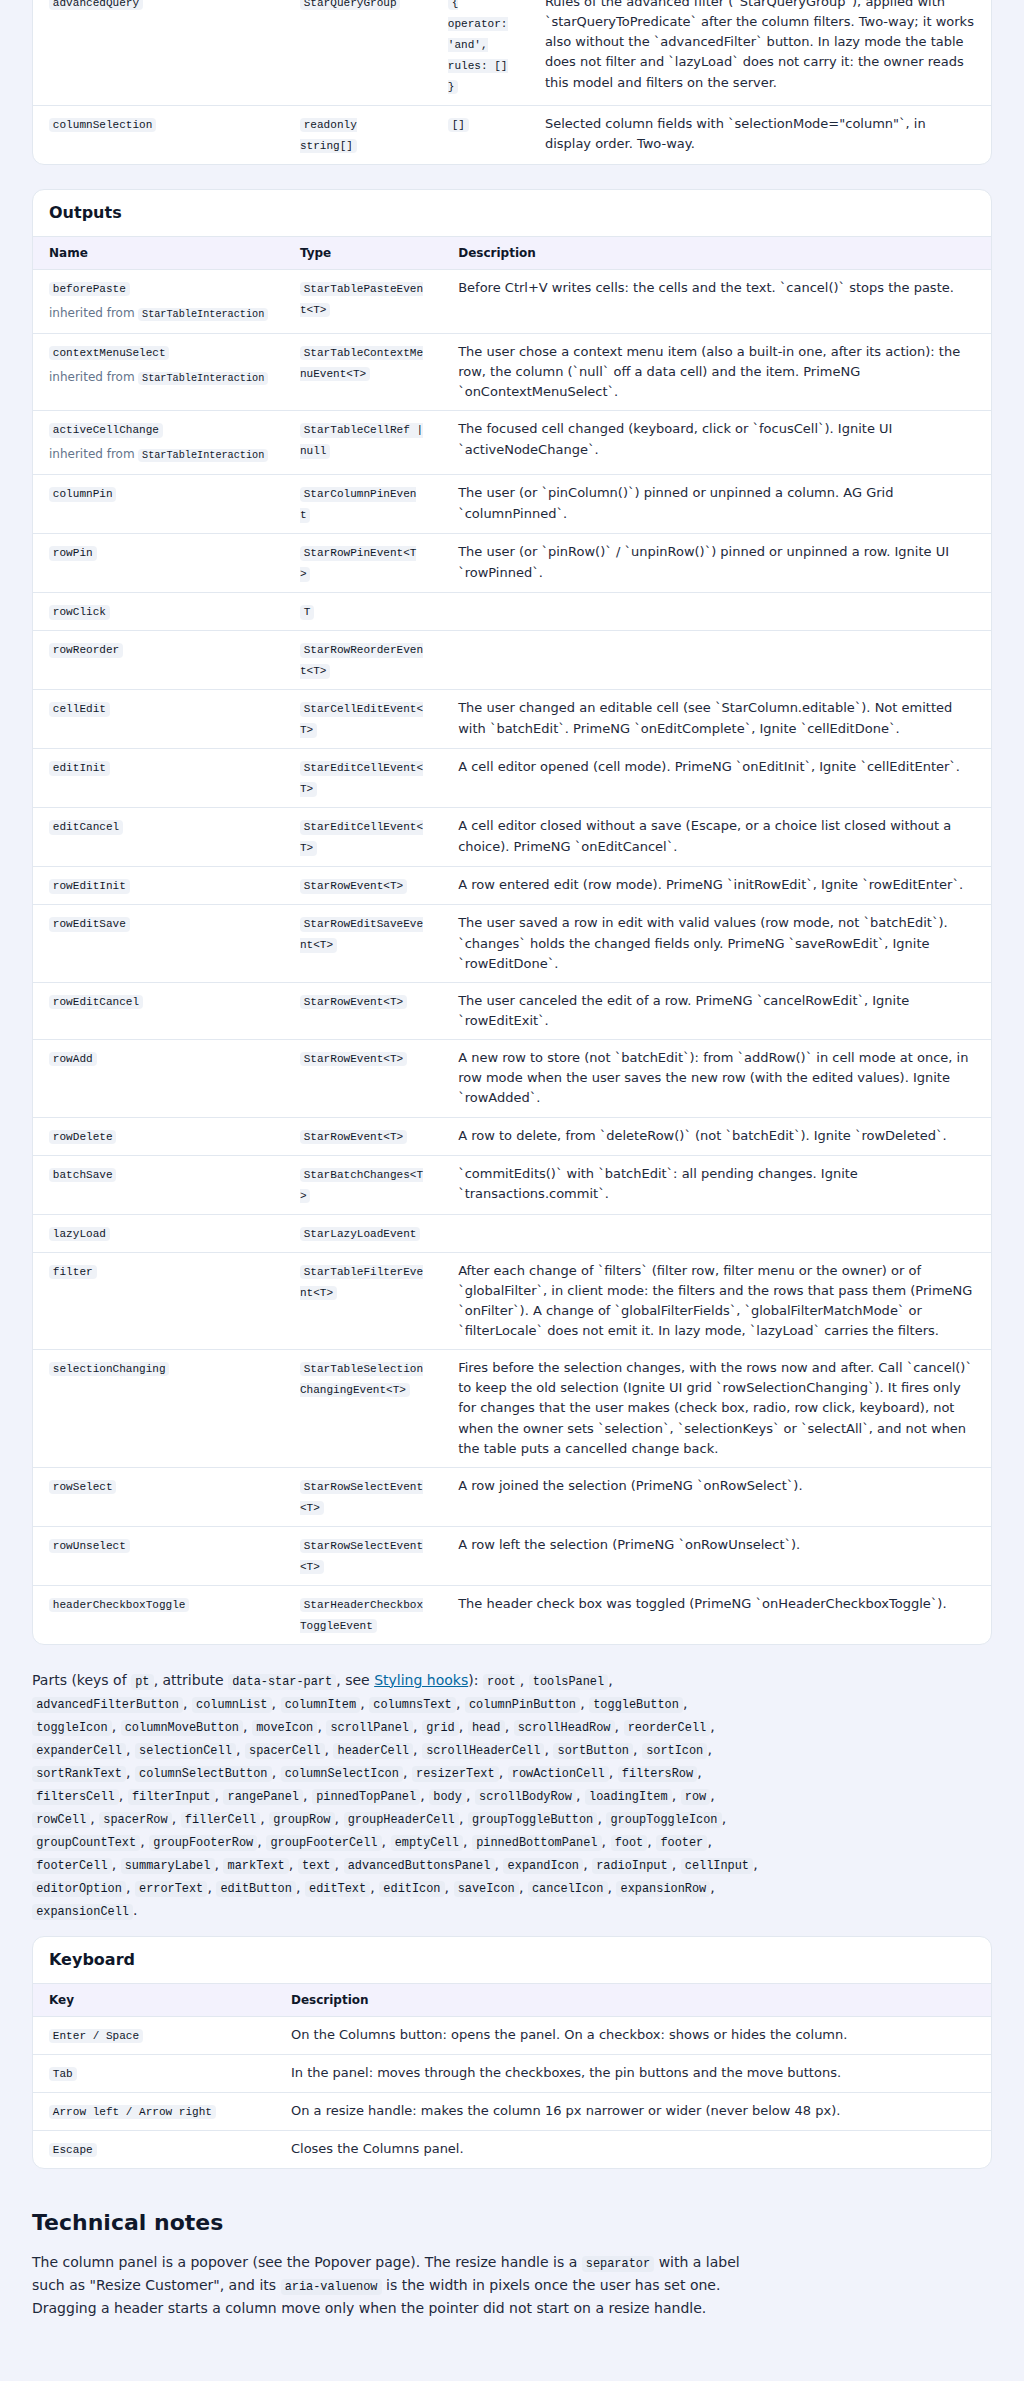 advancedQuery StarQueryGroup { Rules of the advanced filter (`StarQueryGroup`), applied with
operator: `starQueryToPredicate` after the column filters. Two-way; it works
'and', also without the `advancedFilter` button. In lazy mode the table
rules: [] does not filter and `lazyLoad` does not carry it: the owner reads
} this model and filters on the server.
columnSelection readonly [] Selected column fields with `selectionMode="column"`, in
string[] display order. Two-way.
Outputs
Name Type Description
beforePaste StarTablePasteEven Before Ctrl+V writes cells: the cells and the text. `cancel()` stops the paste.
inherited from StarTableInteraction t<T>
contextMenuSelect StarTableContextMe The user chose a context menu item (also a built-in one, after its action): the
inherited from StarTableInteraction nuEvent<T> row, the column (`null` off a data cell) and the item. PrimeNG
`onContextMenuSelect`.
activeCellChange StarTableCellRef | The focused cell changed (keyboard, click or `focusCell`). Ignite UI
inherited from StarTableInteraction null `activeNodeChange`.
columnPin StarColumnPinEven The user (or `pinColumn()`) pinned or unpinned a column. AG Grid
t `columnPinned`.
rowPin StarRowPinEvent<T The user (or `pinRow()` / `unpinRow()`) pinned or unpinned a row. Ignite UI
> `rowPinned`.
rowClick T
rowReorder StarRowReorderEven
t<T>
cellEdit StarCellEditEvent< The user changed an editable cell (see `StarColumn.editable`). Not emitted
T> with `batchEdit`. PrimeNG `onEditComplete`, Ignite `cellEditDone`.
editInit StarEditCellEvent< A cell editor opened (cell mode). PrimeNG `onEditInit`, Ignite `cellEditEnter`.
T>
editCancel StarEditCellEvent< A cell editor closed without a save (Escape, or a choice list closed without a
T> choice). PrimeNG `onEditCancel`.
rowEditInit StarRowEvent<T> A row entered edit (row mode). PrimeNG `initRowEdit`, Ignite `rowEditEnter`.
rowEditSave StarRowEditSaveEve The user saved a row in edit with valid values (row mode, not `batchEdit`).
nt<T> `changes` holds the changed fields only. PrimeNG `saveRowEdit`, Ignite
`rowEditDone`.
rowEditCancel StarRowEvent<T> The user canceled the edit of a row. PrimeNG `cancelRowEdit`, Ignite
`rowEditExit`.
rowAdd StarRowEvent<T> A new row to store (not `batchEdit`): from `addRow()` in cell mode at once, in
row mode when the user saves the new row (with the edited values). Ignite
`rowAdded`.
rowDelete StarRowEvent<T> A row to delete, from `deleteRow()` (not `batchEdit`). Ignite `rowDeleted`.
batchSave StarBatchChanges<T `commitEdits()` with `batchEdit`: all pending changes. Ignite
> `transactions.commit`.
lazyLoad StarLazyLoadEvent
filter StarTableFilterEve After each change of `filters` (filter row, filter menu or the owner) or of
nt<T> `globalFilter`, in client mode: the filters and the rows that pass them (PrimeNG
`onFilter`). A change of `globalFilterFields`, `globalFilterMatchMode` or
`filterLocale` does not emit it. In lazy mode, `lazyLoad` carries the filters.
selectionChanging StarTableSelection Fires before the selection changes, with the rows now and after. Call `cancel()`
ChangingEvent<T> to keep the old selection (Ignite UI grid `rowSelectionChanging`). It fires only
for changes that the user makes (check box, radio, row click, keyboard), not
when the owner sets `selection`, `selectionKeys` or `selectAll`, and not when
the table puts a cancelled change back.
rowSelect StarRowSelectEvent A row joined the selection (PrimeNG `onRowSelect`).
<T>
rowUnselect StarRowSelectEvent A row left the selection (PrimeNG `onRowUnselect`).
<T>
headerCheckboxToggle StarHeaderCheckbox The header check box was toggled (PrimeNG `onHeaderCheckboxToggle`).
ToggleEvent
Parts (keys of pt, attribute data-star-part, see Styling hooks): root, toolsPanel,
advancedFilterButton, columnList, columnItem, columnsText, columnPinButton, toggleButton,
toggleIcon, columnMoveButton, moveIcon, scrollPanel, grid, head, scrollHeadRow, reorderCell,
expanderCell, selectionCell, spacerCell, headerCell, scrollHeaderCell, sortButton, sortIcon,
sortRankText, columnSelectButton, columnSelectIcon, resizerText, rowActionCell, filtersRow,
filtersCell, filterInput, rangePanel, pinnedTopPanel, body, scrollBodyRow, loadingItem, row,
rowCell, spacerRow, fillerCell, groupRow, groupHeaderCell, groupToggleButton, groupToggleIcon,
groupCountText, groupFooterRow, groupFooterCell, emptyCell, pinnedBottomPanel, foot, footer,
footerCell, summaryLabel, markText, text, advancedButtonsPanel, expandIcon, radioInput, cellInput,
editorOption, errorText, editButton, editText, editIcon, saveIcon, cancelIcon, expansionRow,
expansionCell.
Keyboard
Key Description
Enter / Space On the Columns button: opens the panel. On a checkbox: shows or hides the column.
Tab In the panel: moves through the checkboxes, the pin buttons and the move buttons.
Arrow left / Arrow right On a resize handle: makes the column 16 px narrower or wider (never below 48 px).
Escape Closes the Columns panel.
Technical notes
The column panel is a popover (see the Popover page). The resize handle is a separator with a label
such as "Resize Customer", and its aria-valuenow is the width in pixels once the user has set one.
Dragging a header starts a column move only when the pointer did not start on a resize handle.